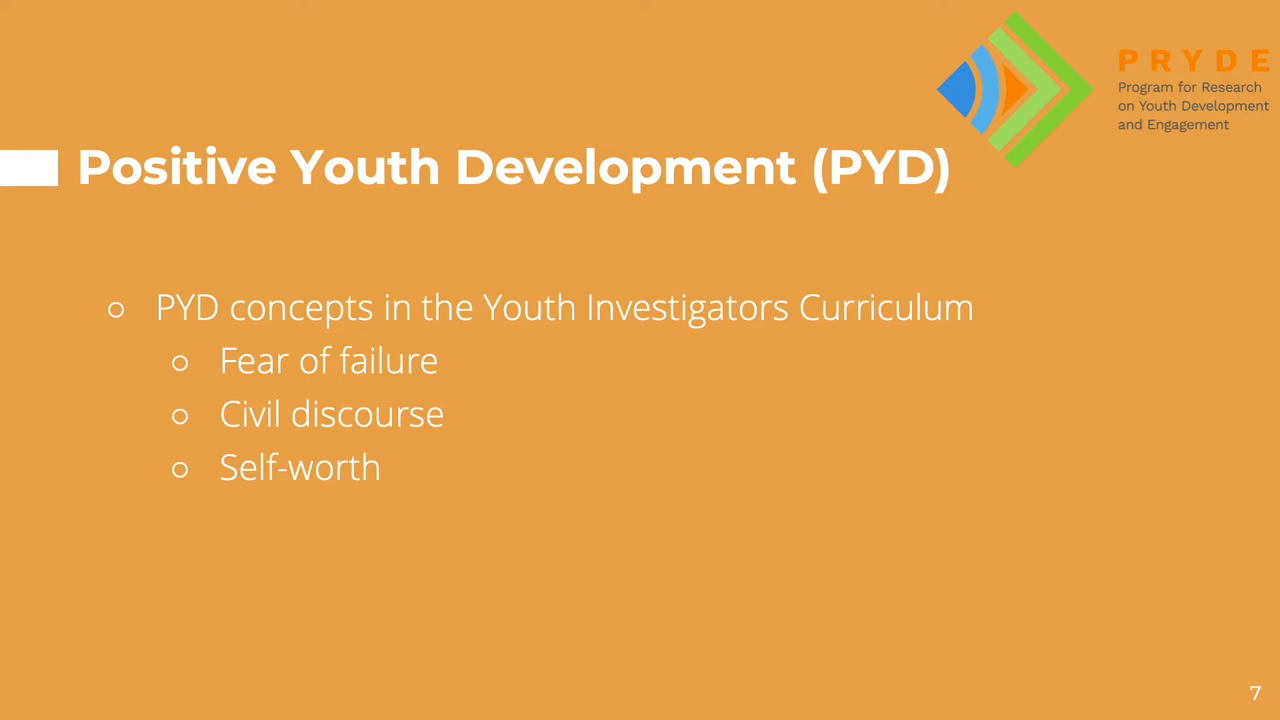 PRYDE
Program for Research
on Youth Development
and Engagement
Positive Youth Development (PYD)
○ PYD concepts in the Youth Investigators Curriculum
○ Fear of failure
○ Civil discourse
○ Self-worth
7